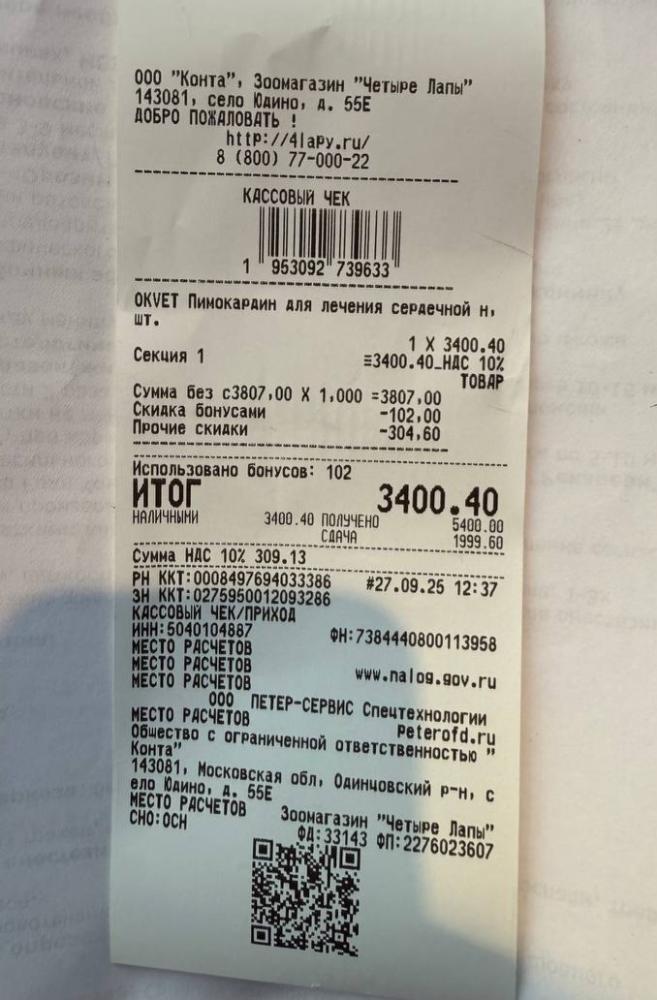 ООО "Конта", Зоомагазин "Четыре Лапы"
143081, село Юдино, д. 55Е
ДОБРО ПОЖАЛОВАТЬ !
http://4lapy.ru/
8 (800) 77-000-22
КАССОВЫЙ ЧЕК
1 953092 739633
OKVET Пимокардин для лечения сердечной н,
шт.
1 X 3400.40
Секция 1 ≡3400.40_НДС 10%
ТОВАР
Сумма без с3807,00 X 1,000 =3807,00
Скидка бонусами -102,00
Прочие скидки -304,60
Использовано бонусов: 102
ИТОГ 3400.40
НАЛИЧНЫМИ 3400.40 ПОЛУЧЕНО 5400.00
СДАЧА 1999.60
Сумма НДС 10% 309.13
РН ККТ:0008497694033386 #27.09.25 12:37
ЗН ККТ:0275950012093286
КАССОВЫЙ ЧЕК/ПРИХОД
ИНН:5040104887 ФН:7384440800113958
МЕСТО РАСЧЕТОВ
МЕСТО РАСЧЕТОВ www.nalog.gov.ru
МЕСТО РАСЧЕТОВ
ООО ПЕТЕР-СЕРВИС Спецтехнологии
МЕСТО РАСЧЕТОВ Peterofd.ru
Общество с ограниченной ответственностью "
Конта"
143081, Московская обл, Одинцовский р-н, с
ело Юдино, д. 55Е
МЕСТО РАСЧЕТОВ Зоомагазин "Четыре Лапы"
СНО:ОСН ФД:33143 ФП:2276023607